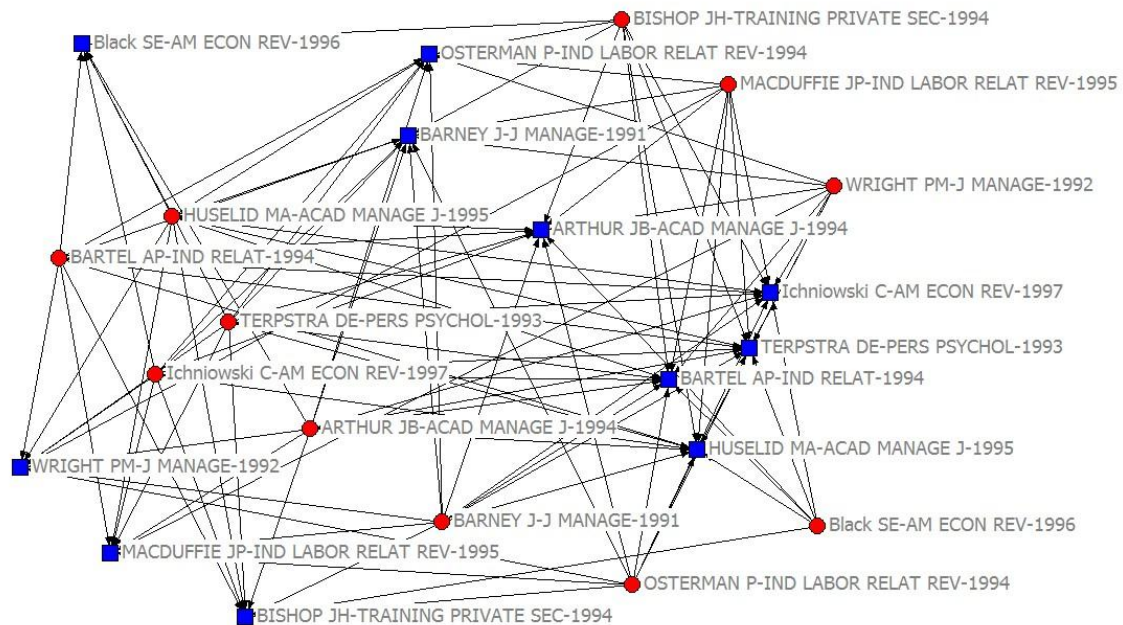 BISHOP JH-TRAINING PRIVATE SEC-1994
Black SE-AM ECON REV-1996
OSTERMAN P-IND LABOR RELAT REV-1994
MACDUFFIE JP-IND LABOR RELAT REV-1995
BARNEY J-J MANAGE-1991
WRIGHT PM-J MANAGE-1992
HUSELID MA-ACAD MANAGE J-1995
ARTHUR JB-ACAD MANAGE J-1994
BARTEL AP-IND RELAT-1994
Ichniowski C-AM ECON REV-1997
TERPSTRA DE-PERS PSYCHOL-1993
TERPSTRA DE-PERS PSYCHOL-1993
Ichniowski C-AM ECON REV-1997
BARTEL AP-IND RELAT-1994
ARTHUR JB-ACAD MANAGE J-1994
HUSELID MA-ACAD MANAGE J-1995
WRIGHT PM-J MANAGE-1992
BARNEY J-J MANAGE-1991
Black SE-AM ECON REV-1996
MACDUFFIE JP-IND LABOR RELAT REV-1995
OSTERMAN P-IND LABOR RELAT REV-1994
BISHOP JH-TRAINING PRIVATE SEC-1994